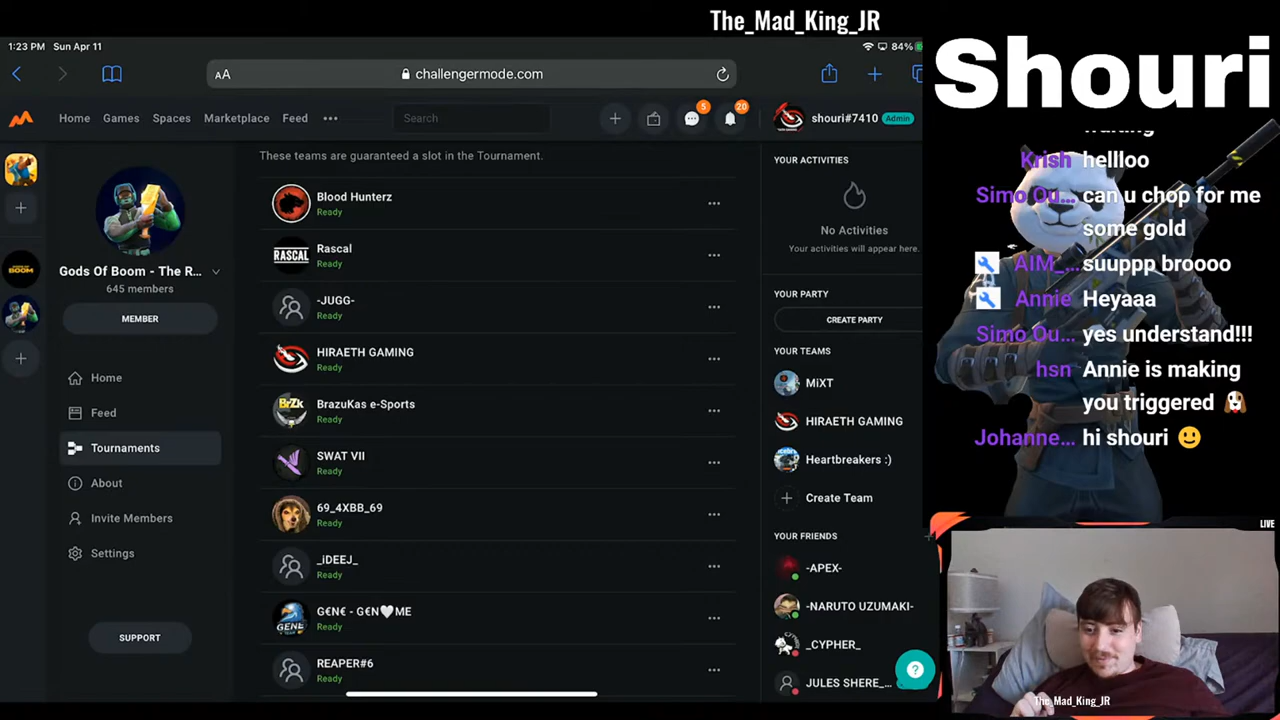 The_Mad_King_JR
1:23 PM Sun Apr 11
84%
AA
challengermode.com
Home
Games
Spaces
Marketplace
Feed
Search
5
20
shouri#7410
Admin
Gods Of Boom - The R...
645 members
MEMBER
Home
Feed
Tournaments
About
Invite Members
Settings
SUPPORT
These teams are guaranteed a slot in the Tournament.
Blood Hunterz
Ready
RASCAL
Rascal
Ready
-JUGG-
Ready
HIRAETH GAMING
Ready
BrZk
BrazuKas e-Sports
Ready
SWAT VII
Ready
69_4XBB_69
Ready
_iDEEJ_
Ready
GENE
G€N€ - G€N🤍ME
Ready
REAPER#6
Ready
YOUR ACTIVITIES
No Activities
Your activities will appear here.
YOUR PARTY
CREATE PARTY
YOUR TEAMS
MiXT
HIRAETH GAMING
Heartbreakers :)
Create Team
YOUR FRIENDS
-APEX-
-NARUTO UZUMAKI-
_CYPHER_
JULES SHERE_...
Shouri
Krish hellloo
Simo Ou... can u chop for me
some gold
AIM_... suuppp broooo
Annie Heyaaa
Simo Ou... yes understand!!!
hsn Annie is making
you triggered
Johanne... hi shouri 🙂
LIVE
The_Mad_King_JR